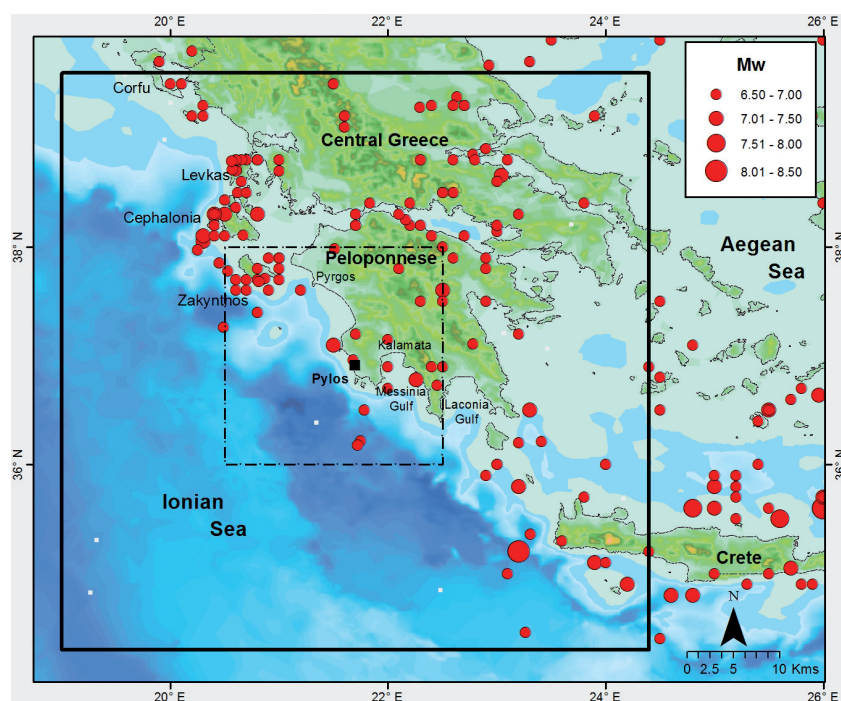 20° E
22° E
24° E
26° E
Mw
6.50 - 7.00
7.01 - 7.50
7.51 - 8.00
8.01 - 8.50
Corfu
Central Greece
Levkas
Cephalonia
38° N
38° N
Peloponnese
Aegean
Sea
Pyrgos
Zakynthos
Kalamata
Pylos
Messinia
Gulf
Laconia
Gulf
36° N
36° N
Ionian
Sea
Crete
N
0 2.5 5 10 Kms
20° E
22° E
24° E
26° E